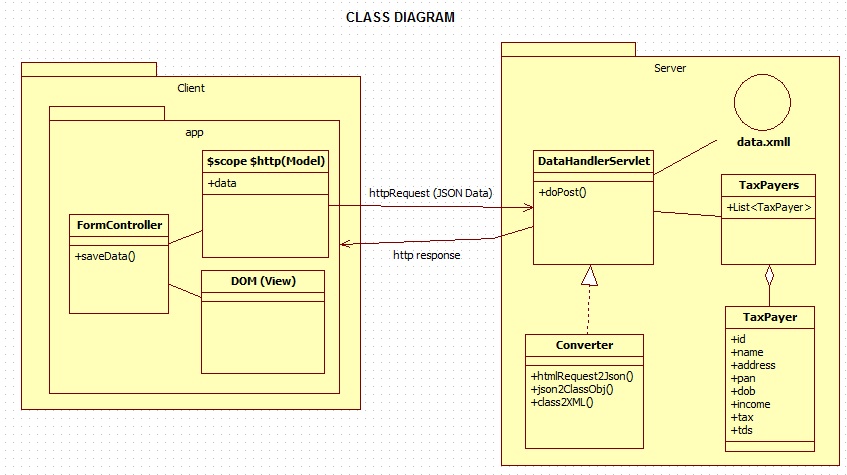 CLASS DIAGRAM
Client
app
$scope $http(Model)
+data
FormController
+saveData()
DOM (View)
httpRequest (JSON Data)
http response
Server
data.xmll
DataHandlerServlet
+doPost()
TaxPayers
+List<TaxPayer>
Converter
+htmlRequest2Json()
+json2ClassObj()
+class2XML()
TaxPayer
+id
+name
+address
+pan
+dob
+income
+tax
+tds